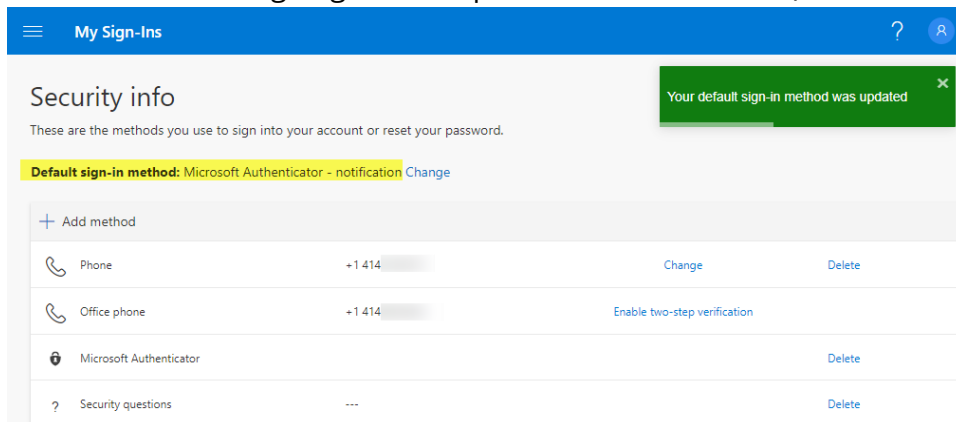 My Sign-Ins ? R
Security info
Your default sign-in method was updated ×
These are the methods you use to sign into your account or reset your password.
Default sign-in method: Microsoft Authenticator - notification Change
+ Add method
Phone +1 414 Change Delete
Office phone +1 414 Enable two-step verification
Microsoft Authenticator Delete
? Security questions --- Delete